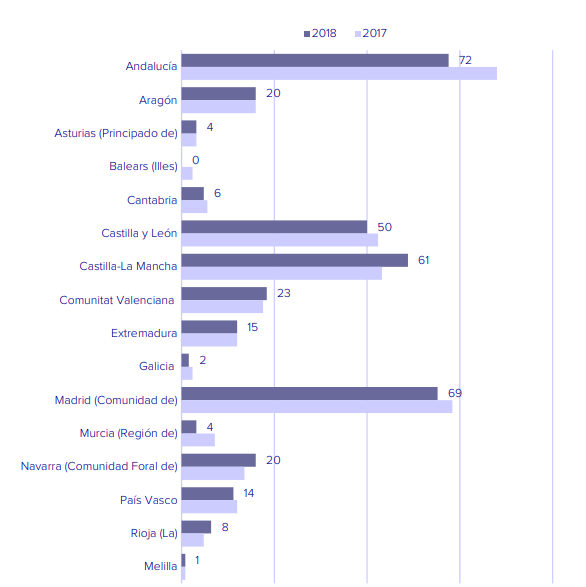 2018 2017
Andalucía 72
Aragón 20
Asturias (Principado de) 4
Balears (Illes) 0
Cantabria 6
Castilla y León 50
Castilla-La Mancha 61
Comunitat Valenciana 23
Extremadura 15
Galicia 2
Madrid (Comunidad de) 69
Murcia (Región de) 4
Navarra (Comunidad Foral de) 20
País Vasco 14
Rioja (La) 8
Melilla 1